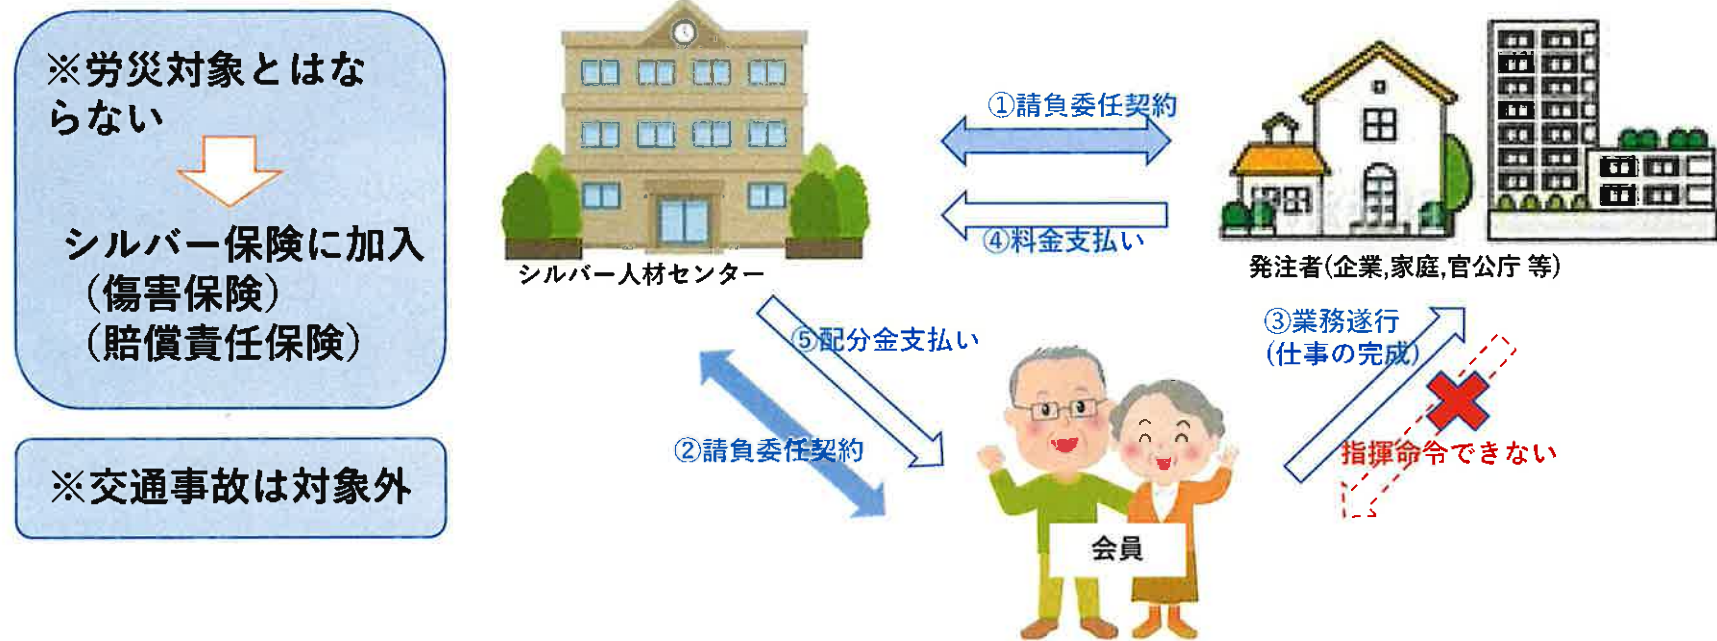 ※労災対象とはな
らない
シルバー保険に加入
（傷害保険）
（賠償責任保険）
※交通事故は対象外
シルバー人材センター
①請負委任契約
④料金支払い
発注者(企業,家庭,官公庁 等)
⑤配分金支払い
②請負委任契約
③業務遂行
(仕事の完成)
指揮命令できない
会員